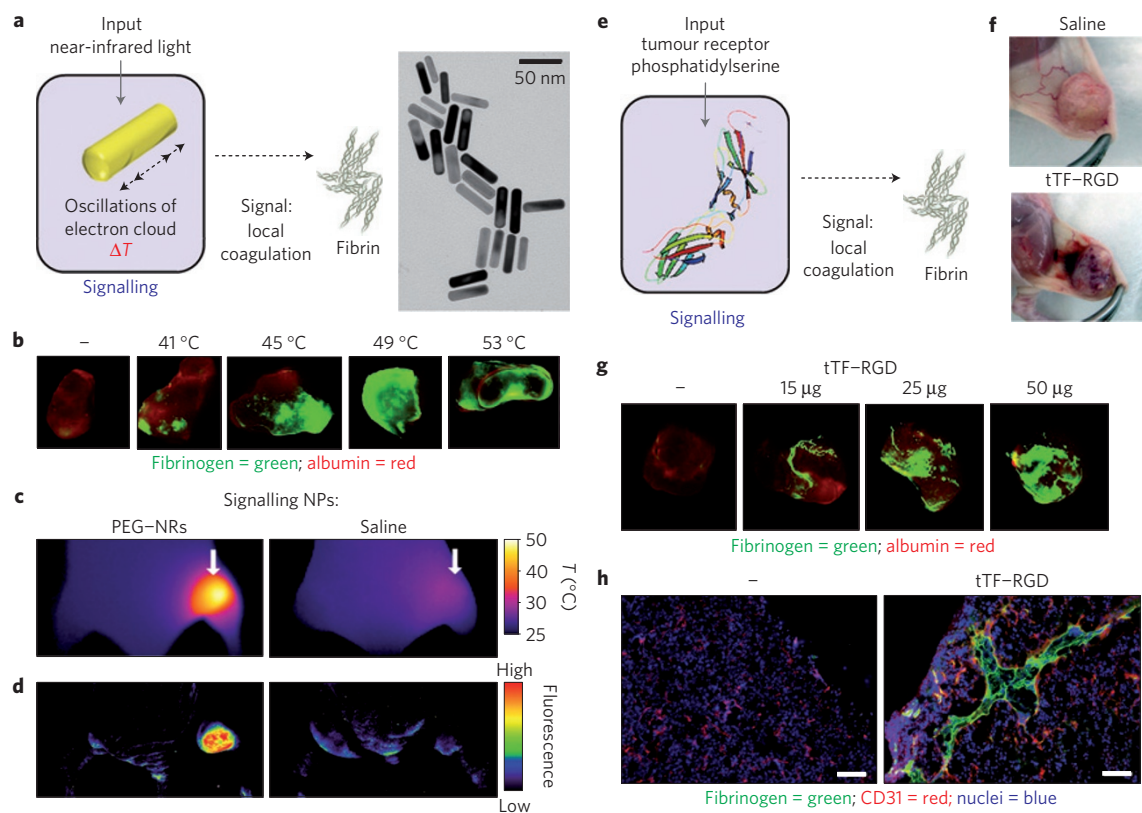 a
Input
near-infrared light
Oscillations of
electron cloud
ΔT
Signalling
Signal:
local
coagulation
Fibrin
50 nm
b
–
41 °C
45 °C
49 °C
53 °C
Fibrinogen = green; albumin = red
c
Signalling NPs:
PEG–NRs
Saline
50
40
30
25
T (°C)
d
High
Fluorescence
Low
e
Input
tumour receptor
phosphatidylserine
Signalling
Signal:
local
coagulation
Fibrin
f
Saline
tTF–RGD
g
tTF–RGD
–
15 µg
25 µg
50 µg
Fibrinogen = green; albumin = red
h
–
tTF–RGD
Fibrinogen = green; CD31 = red; nuclei = blue